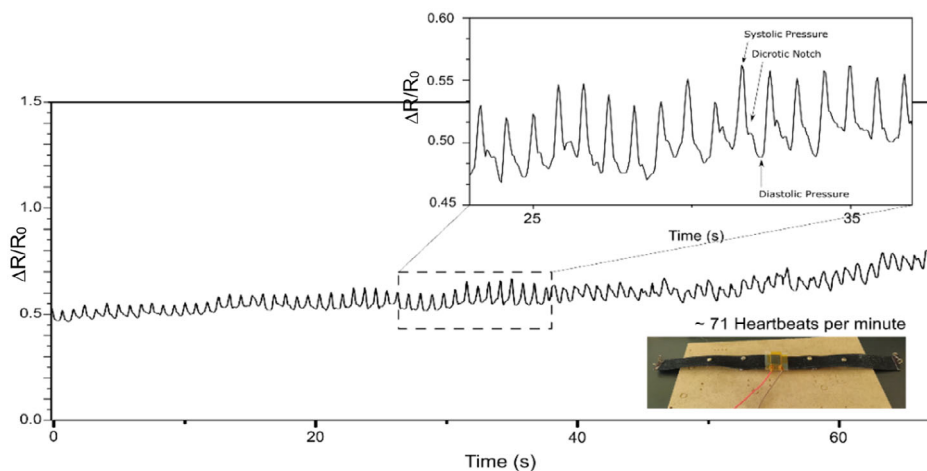 0.60
0.55
0.50
0.45
ΔR/R₀
Systolic Pressure
Dicrotic Notch
Diastolic Pressure
25
35
Time (s)
1.5
1.0
0.5
0.0
ΔR/R₀
~ 71 Heartbeats per minute
0
20
40
60
Time (s)